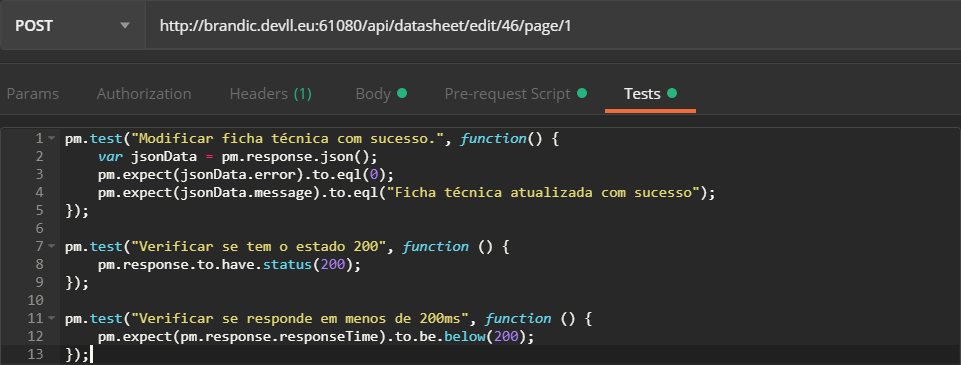 POST http://brandic.devll.eu:61080/api/datasheet/edit/46/page/1
Params Authorization Headers (1) Body Pre-request Script Tests
1 pm.test("Modificar ficha técnica com sucesso.", function() {
2 var jsonData = pm.response.json();
3 pm.expect(jsonData.error).to.eql(0);
4 pm.expect(jsonData.message).to.eql("Ficha técnica atualizada com sucesso");
5 });
6
7 pm.test("Verificar se tem o estado 200", function () {
8 pm.response.to.have.status(200);
9 });
10
11 pm.test("Verificar se responde em menos de 200ms", function () {
12 pm.expect(pm.response.responseTime).to.be.below(200);
13 });